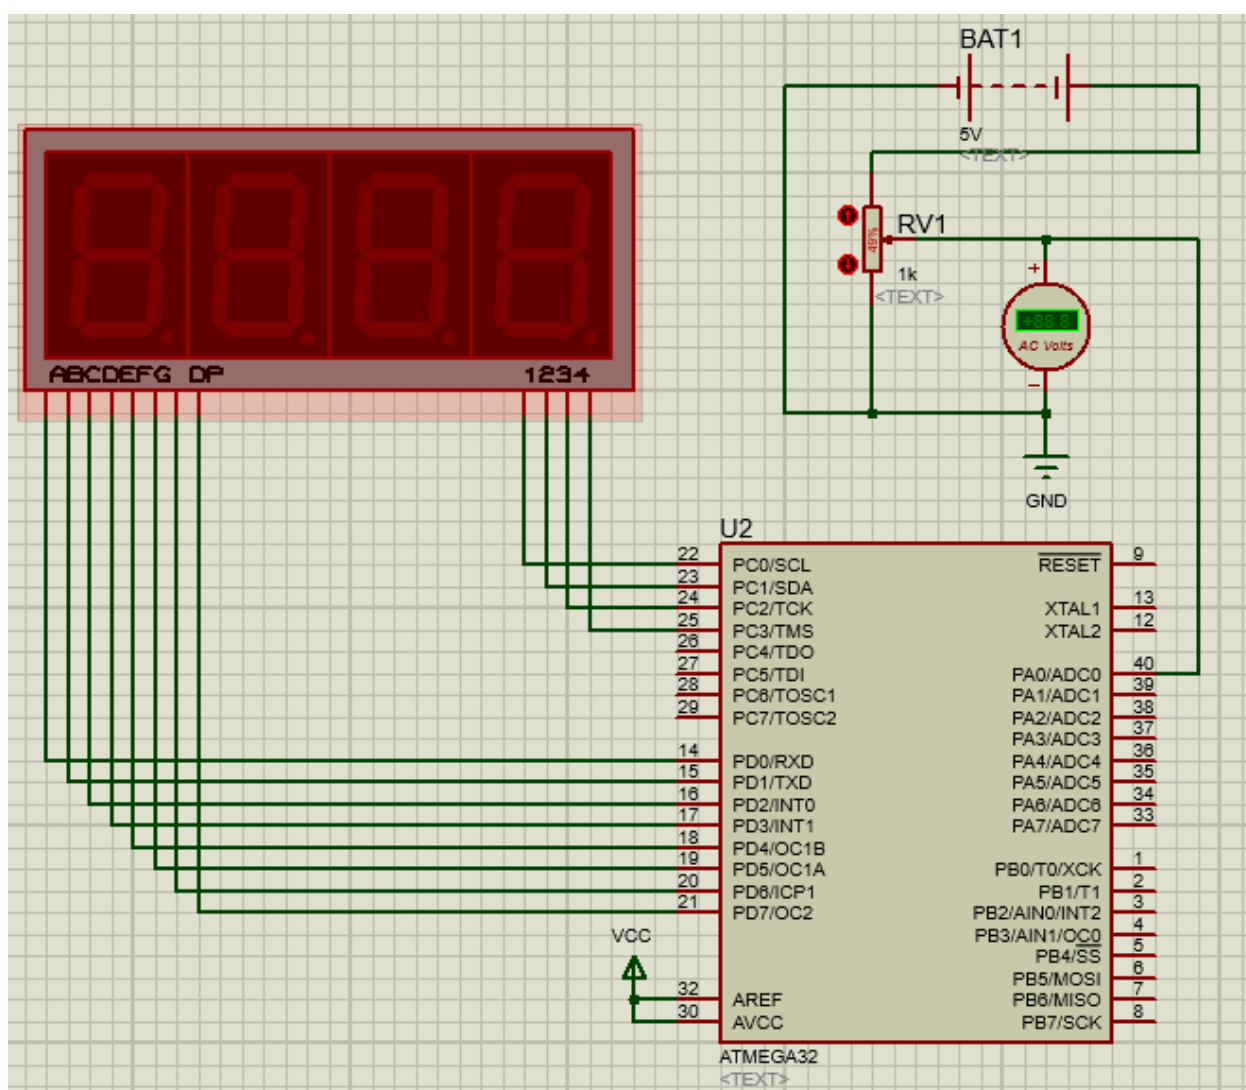 BAT1
5V
<TEXT>
RV1
49%
1k
<TEXT>
+
+88.8
AC Volts
−
GND
ABCDEFG DP
1234
U2
22 PC0/SCL
23 PC1/SDA
24 PC2/TCK
25 PC3/TMS
26 PC4/TDO
27 PC5/TDI
28 PC6/TOSC1
29 PC7/TOSC2
14 PD0/RXD
15 PD1/TXD
16 PD2/INT0
17 PD3/INT1
18 PD4/OC1B
19 PD5/OC1A
20 PD6/ICP1
21 PD7/OC2
VCC
32 AREF
30 AVCC
RESET 9
XTAL1 13
XTAL2 12
PA0/ADC0 40
PA1/ADC1 39
PA2/ADC2 38
PA3/ADC3 37
PA4/ADC4 36
PA5/ADC5 35
PA6/ADC6 34
PA7/ADC7 33
PB0/T0/XCK 1
PB1/T1 2
PB2/AIN0/INT2 3
PB3/AIN1/OC0 4
PB4/SS 5
PB5/MOSI 6
PB6/MISO 7
PB7/SCK 8
ATMEGA32
<TEXT>